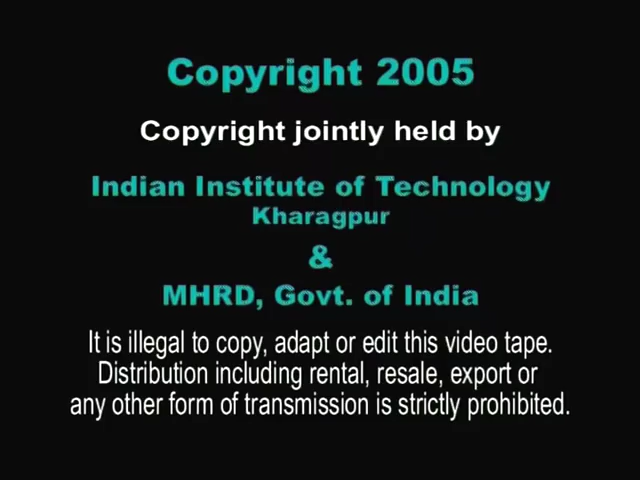 Copyright 2005
Copyright jointly held by
Indian Institute of Technology
Kharagpur
&
MHRD, Govt. of India
It is illegal to copy, adapt or edit this video tape.
Distribution including rental, resale, export or
any other form of transmission is strictly prohibited.